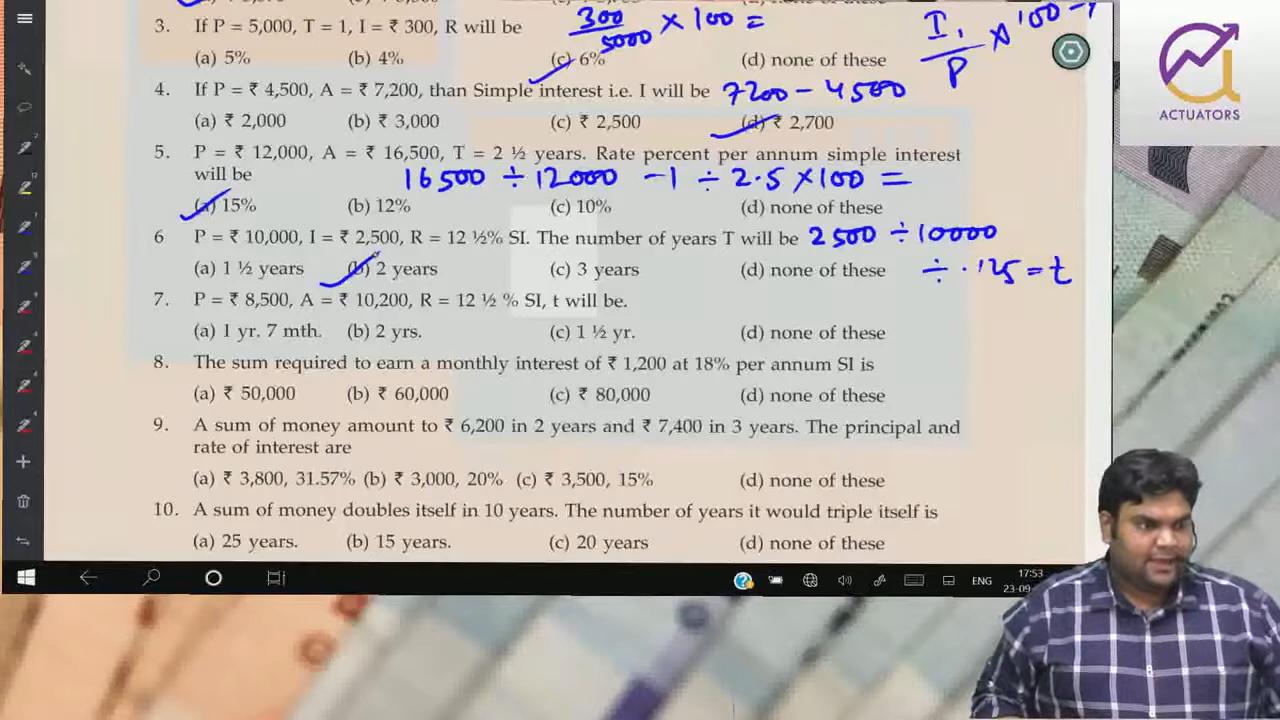 3. If P = 5,000, T = 1, I = ₹ 300, R will be 300/5000 × 100 =
I, / P × 100
(a) 5% (b) 4% (c) 6% (d) none of these
4. If P = ₹ 4,500, A = ₹ 7,200, than Simple interest i.e. I will be 7200 − 4500
(a) ₹ 2,000 (b) ₹ 3,000 (c) ₹ 2,500 (d) ₹ 2,700
5. P = ₹ 12,000, A = ₹ 16,500, T = 2 ½ years. Rate percent per annum simple interest
will be 16500 ÷ 12000 − 1 ÷ 2.5 × 100 =
(a) 15% (b) 12% (c) 10% (d) none of these
6 P = ₹ 10,000, I = ₹ 2,500, R = 12 ½% SI. The number of years T will be 2500 ÷ 10000
(a) 1 ½ years (b) 2 years (c) 3 years (d) none of these ÷ .125 = t
7. P = ₹ 8,500, A = ₹ 10,200, R = 12 ½ % SI, t will be.
(a) 1 yr. 7 mth. (b) 2 yrs. (c) 1 ½ yr. (d) none of these
8. The sum required to earn a monthly interest of ₹ 1,200 at 18% per annum SI is
(a) ₹ 50,000 (b) ₹ 60,000 (c) ₹ 80,000 (d) none of these
9. A sum of money amount to ₹ 6,200 in 2 years and ₹ 7,400 in 3 years. The principal and
rate of interest are
(a) ₹ 3,800, 31.57% (b) ₹ 3,000, 20% (c) ₹ 3,500, 15% (d) none of these
10. A sum of money doubles itself in 10 years. The number of years it would triple itself is
(a) 25 years. (b) 15 years. (c) 20 years (d) none of these
ENG 17:53
23-09
ACTUATORS